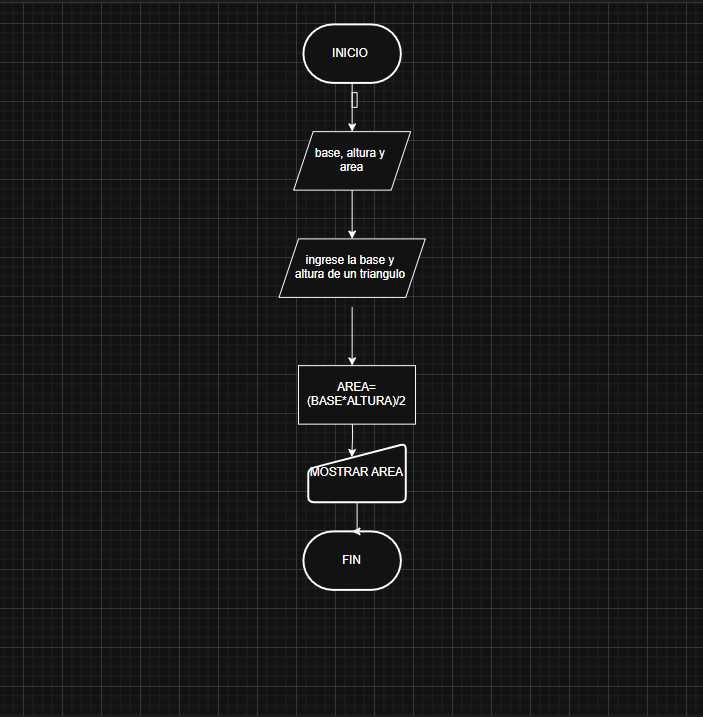 INICIO
base, altura y
area
ingrese la base y
altura de un triangulo
AREA=
(BASE*ALTURA)/2
MOSTRAR AREA
FIN